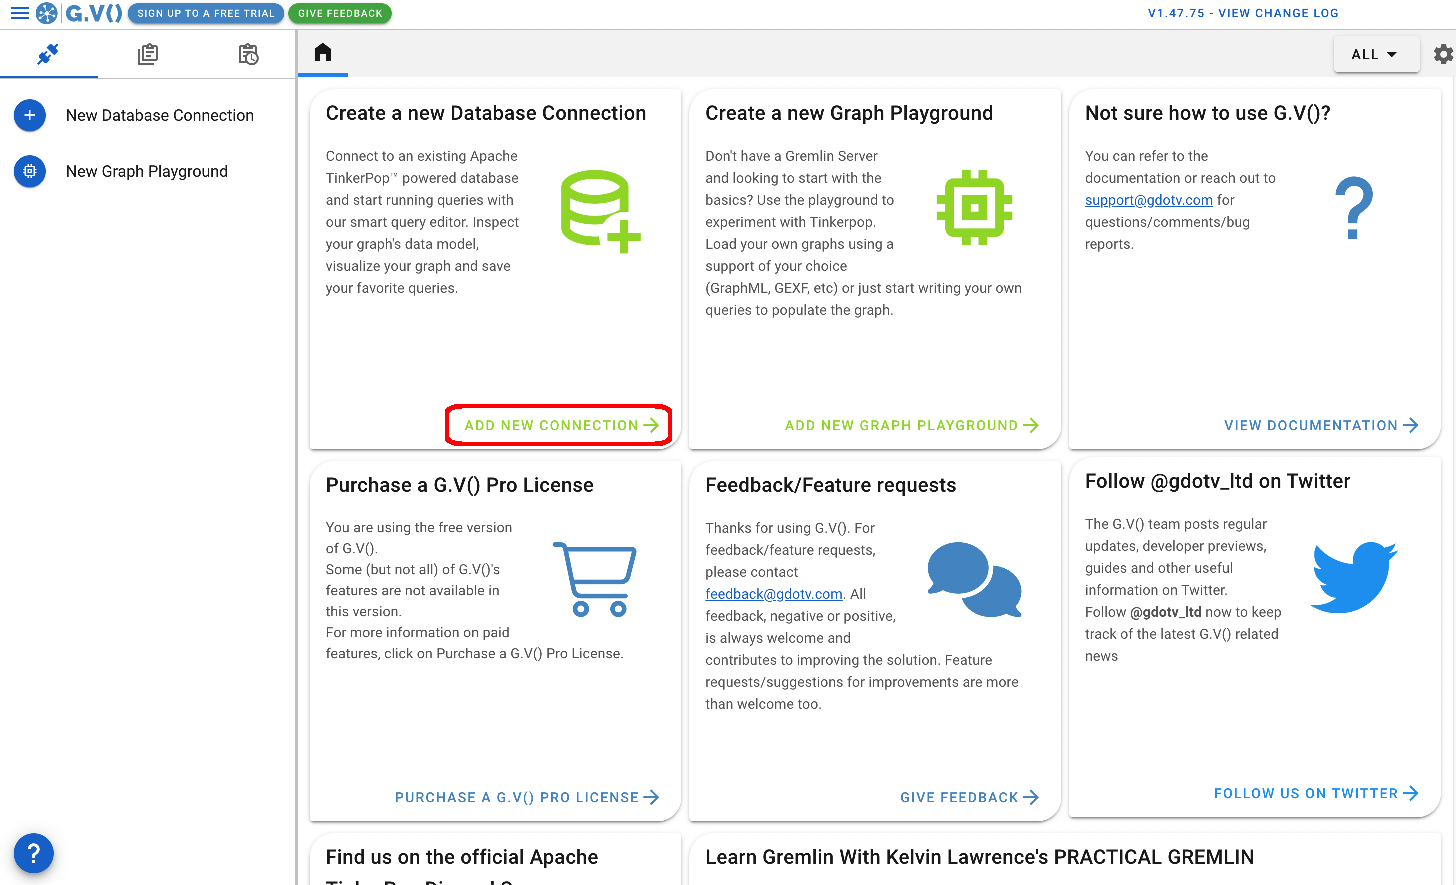 G.V()
SIGN UP TO A FREE TRIAL
GIVE FEEDBACK
V1.47.75 - VIEW CHANGE LOG
ALL
New Database Connection
New Graph Playground
Create a new Database Connection
Connect to an existing Apache
TinkerPop™ powered database
and start running queries with
our smart query editor. Inspect
your graph's data model,
visualize your graph and save
your favorite queries.
ADD NEW CONNECTION
Create a new Graph Playground
Don't have a Gremlin Server
and looking to start with the
basics? Use the playground to
experiment with Tinkerpop.
Load your own graphs using a
support of your choice
(GraphML, GEXF, etc) or just start writing your own
queries to populate the graph.
ADD NEW GRAPH PLAYGROUND
Not sure how to use G.V()?
You can refer to the
documentation or reach out to
support@gdotv.com for
questions/comments/bug
reports.
VIEW DOCUMENTATION
Purchase a G.V() Pro License
You are using the free version
of G.V().
Some (but not all) of G.V()'s
features are not available in
this version.
For more information on paid
features, click on Purchase a G.V() Pro License.
PURCHASE A G.V() PRO LICENSE
Feedback/Feature requests
Thanks for using G.V(). For
feedback/feature requests,
please contact
feedback@gdotv.com. All
feedback, negative or positive,
is always welcome and
contributes to improving the solution. Feature
requests/suggestions for improvements are more
than welcome too.
GIVE FEEDBACK
Follow @gdotv_ltd on Twitter
The G.V() team posts regular
updates, developer previews,
guides and other useful
information on Twitter.
Follow @gdotv_ltd now to keep
track of the latest G.V() related
news
FOLLOW US ON TWITTER
Find us on the official Apache
Learn Gremlin With Kelvin Lawrence's PRACTICAL GREMLIN